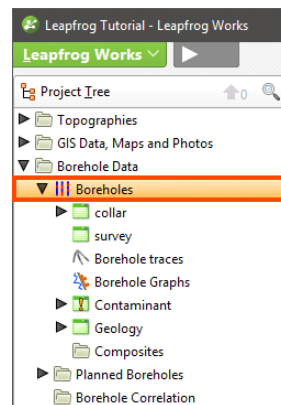 Leapfrog Tutorial - Leapfrog Works
Leapfrog Works
Project Tree 0
Topographies
GIS Data, Maps and Photos
Borehole Data
Boreholes
collar
survey
Borehole traces
Borehole Graphs
Contaminant
Geology
Composites
Planned Boreholes
Borehole Correlation